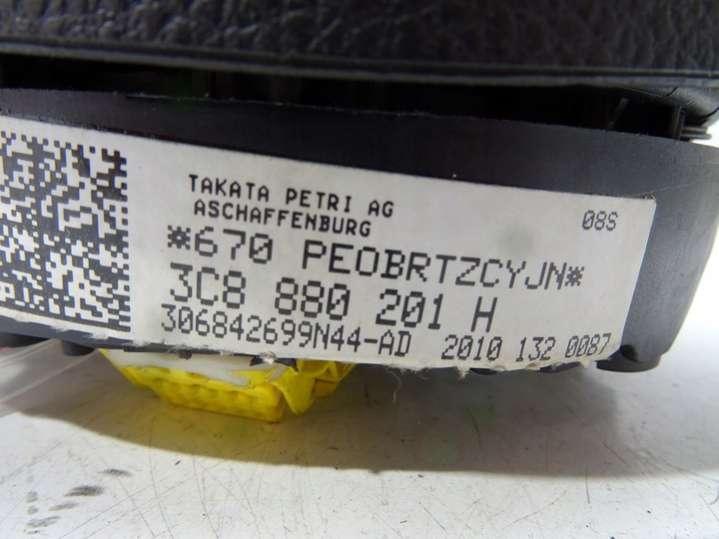 TAKATA PETRI AG
ASCHAFFENBURG
08S
*670 PEOBRTZCYJN*
3C8 880 201 H
306842699N44-AD 2010 132 0087